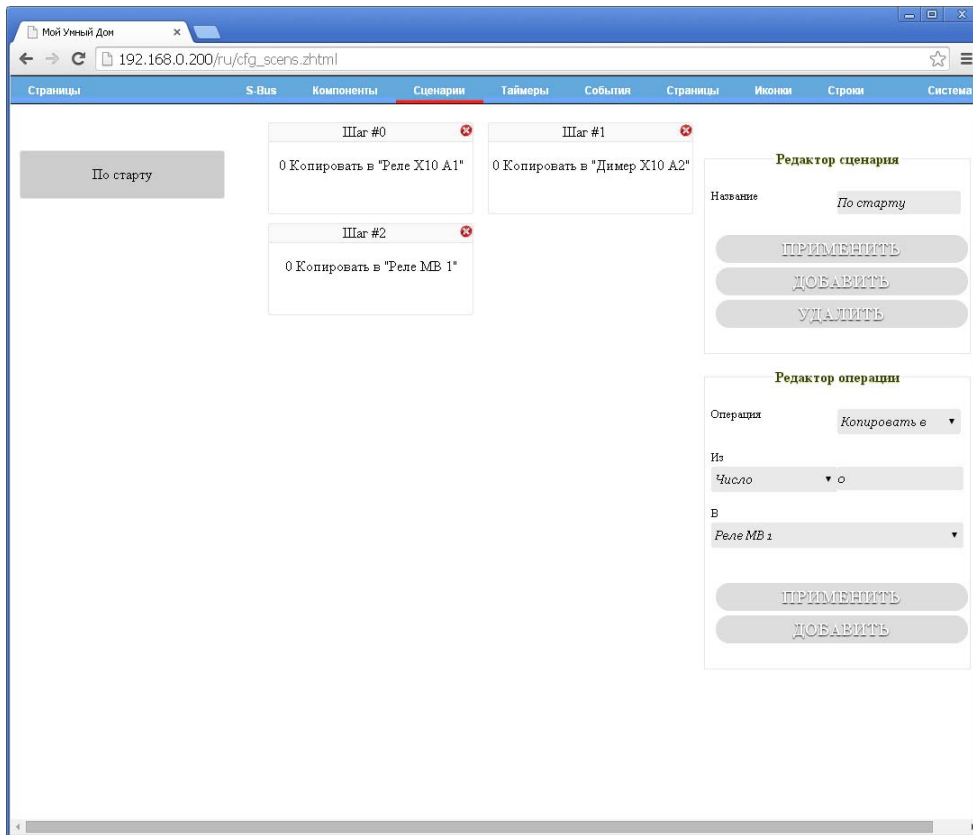 Мой Умный Дом
192.168.0.200/ru/cfg_scens.zhtml
Страницы S-Bus Компоненты Сценарии Таймеры События Страницы Иконки Строки Система
По старту
Шаг #0
0 Копировать в "Реле X10 A1"
Шаг #1
0 Копировать в "Димер X10 A2"
Шаг #2
0 Копировать в "Реле MB 1"
Редактор сценария
Название По старту
ПРИМЕНИТЬ
ДОБАВИТЬ
УДАЛИТЬ
Редактор операции
Операция Копировать в
Из
Число 0
В
Реле MB 1
ПРИМЕНИТЬ
ДОБАВИТЬ